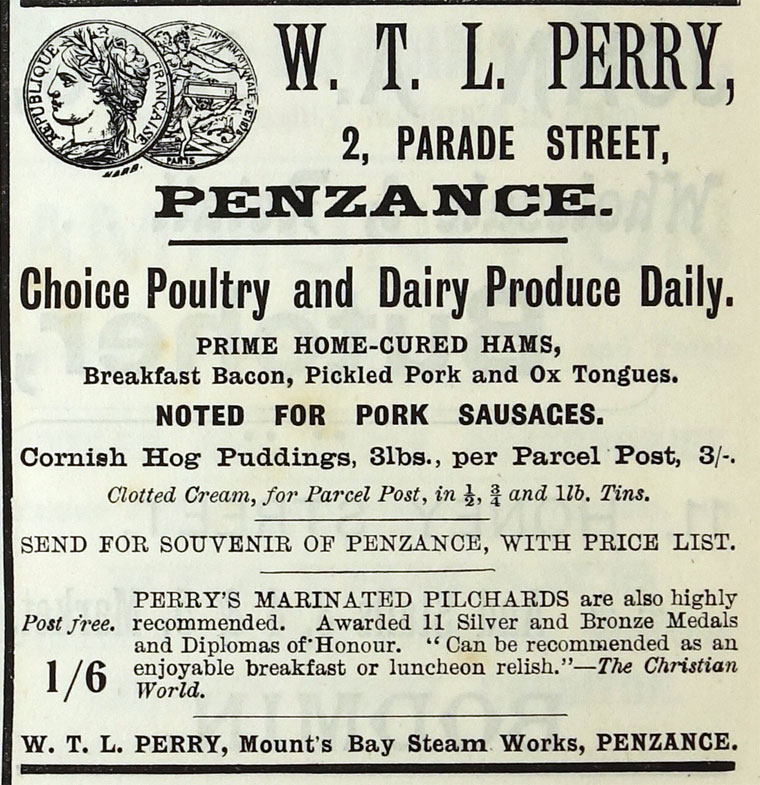 REPUBLIQUE FRANÇAISE
INTERNATIONALE
PARIS
W. T. L. PERRY,
2, PARADE STREET,
PENZANCE.
Choice Poultry and Dairy Produce Daily.
PRIME HOME-CURED HAMS,
Breakfast Bacon, Pickled Pork and Ox Tongues.
NOTED FOR PORK SAUSAGES.
Cornish Hog Puddings, 3lbs., per Parcel Post, 3/-.
Clotted Cream, for Parcel Post, in ½, ¾ and 1lb. Tins.
SEND FOR SOUVENIR OF PENZANCE, WITH PRICE LIST.
Post free.
1/6
PERRY'S MARINATED PILCHARDS are also highly
recommended. Awarded 11 Silver and Bronze Medals
and Diplomas of Honour. "Can be recommended as an
enjoyable breakfast or luncheon relish."—The Christian
World.
W. T. L. PERRY, Mount's Bay Steam Works, PENZANCE.